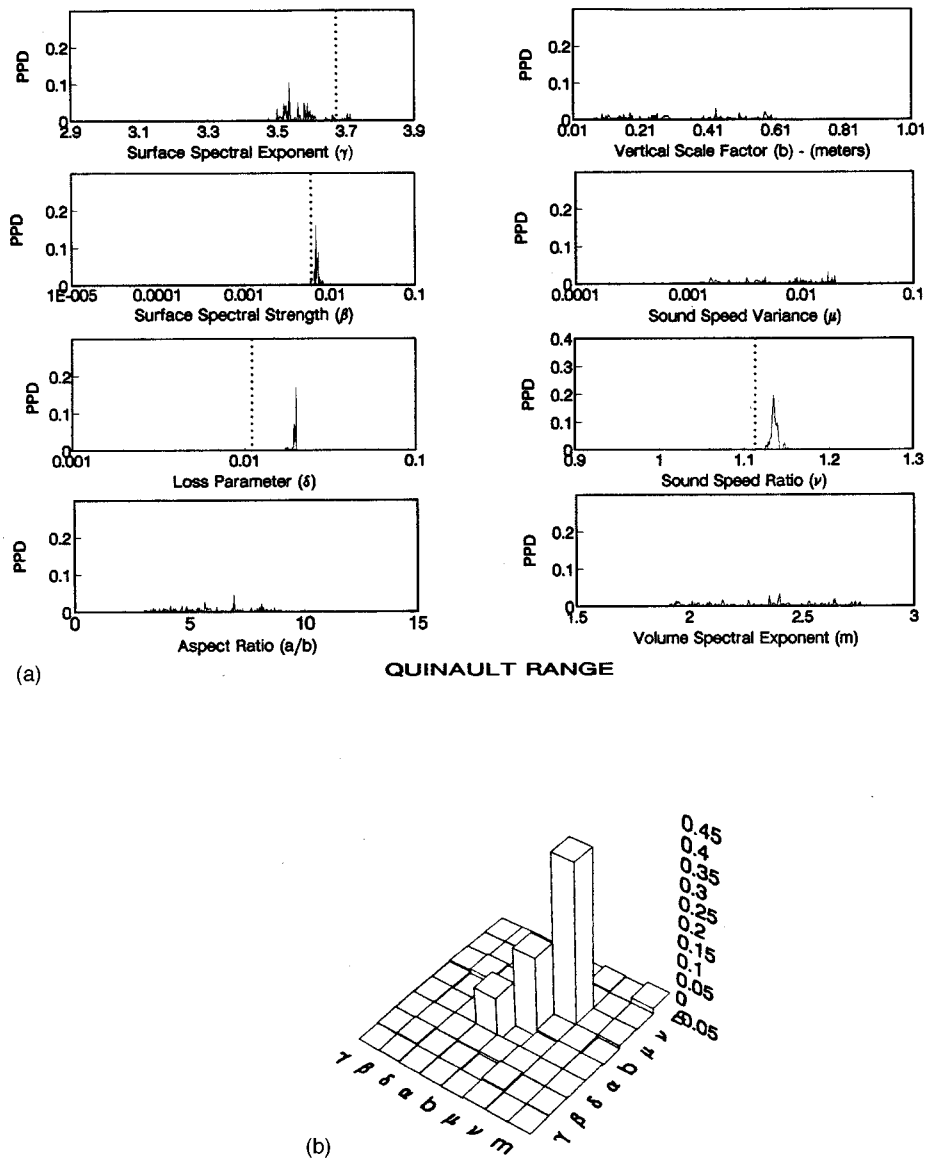 PPD
0.2
0.1
0
2.9 3.1 3.3 3.5 3.7 3.9
Surface Spectral Exponent (γ)
PPD
0.2
0.1
0
0.01 0.21 0.41 0.61 0.81 1.01
Vertical Scale Factor (b) - (meters)
PPD
0.2
0.1
0
1E-005 0.0001 0.001 0.01 0.1
Surface Spectral Strength (β)
PPD
0.2
0.1
0
0.0001 0.001 0.01 0.1
Sound Speed Variance (μ)
PPD
0.2
0.1
0
0.001 0.01 0.1
Loss Parameter (δ)
PPD
0.4
0.3
0.2
0.1
0
0.9 1 1.1 1.2 1.3
Sound Speed Ratio (ν)
PPD
0.2
0.1
0
0 5 10 15
Aspect Ratio (a/b)
PPD
0.2
0.1
0
1.5 2 2.5 3
Volume Spectral Exponent (m)
(a)
QUINAULT RANGE
0.45
0.4
0.35
0.3
0.25
0.2
0.15
0.1
0.05
0
0.05
γ β δ α b μ ν m
γ β δ α b μ ν
(b)